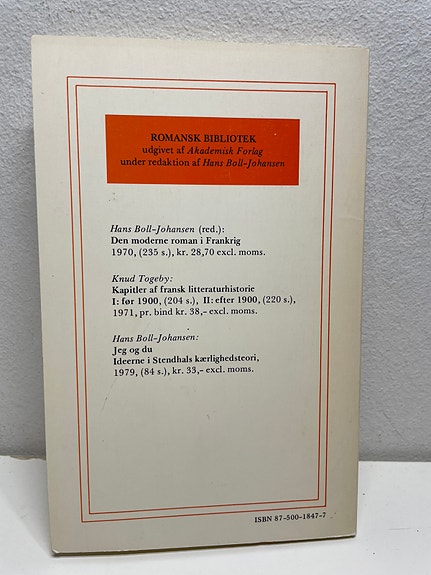 ROMANSK BIBLIOTEK
udgivet af Akademisk Forlag
under redaktion af Hans Boll-Johansen
Hans Boll-Johansen (red.):
Den moderne roman i Frankrig
1970, (235 s.), kr. 28,70 excl. moms.
Knud Togeby:
Kapitler af fransk litteraturhistorie
I: før 1900, (204 s.), II: efter 1900, (220 s.),
1971, pr. bind kr. 38,- excl. moms.
Hans Boll-Johansen:
Jeg og du
Ideerne i Stendhals kærlighedsteori,
1979, (84 s.), kr. 33,- excl. moms.
ISBN 87-500-1847-7